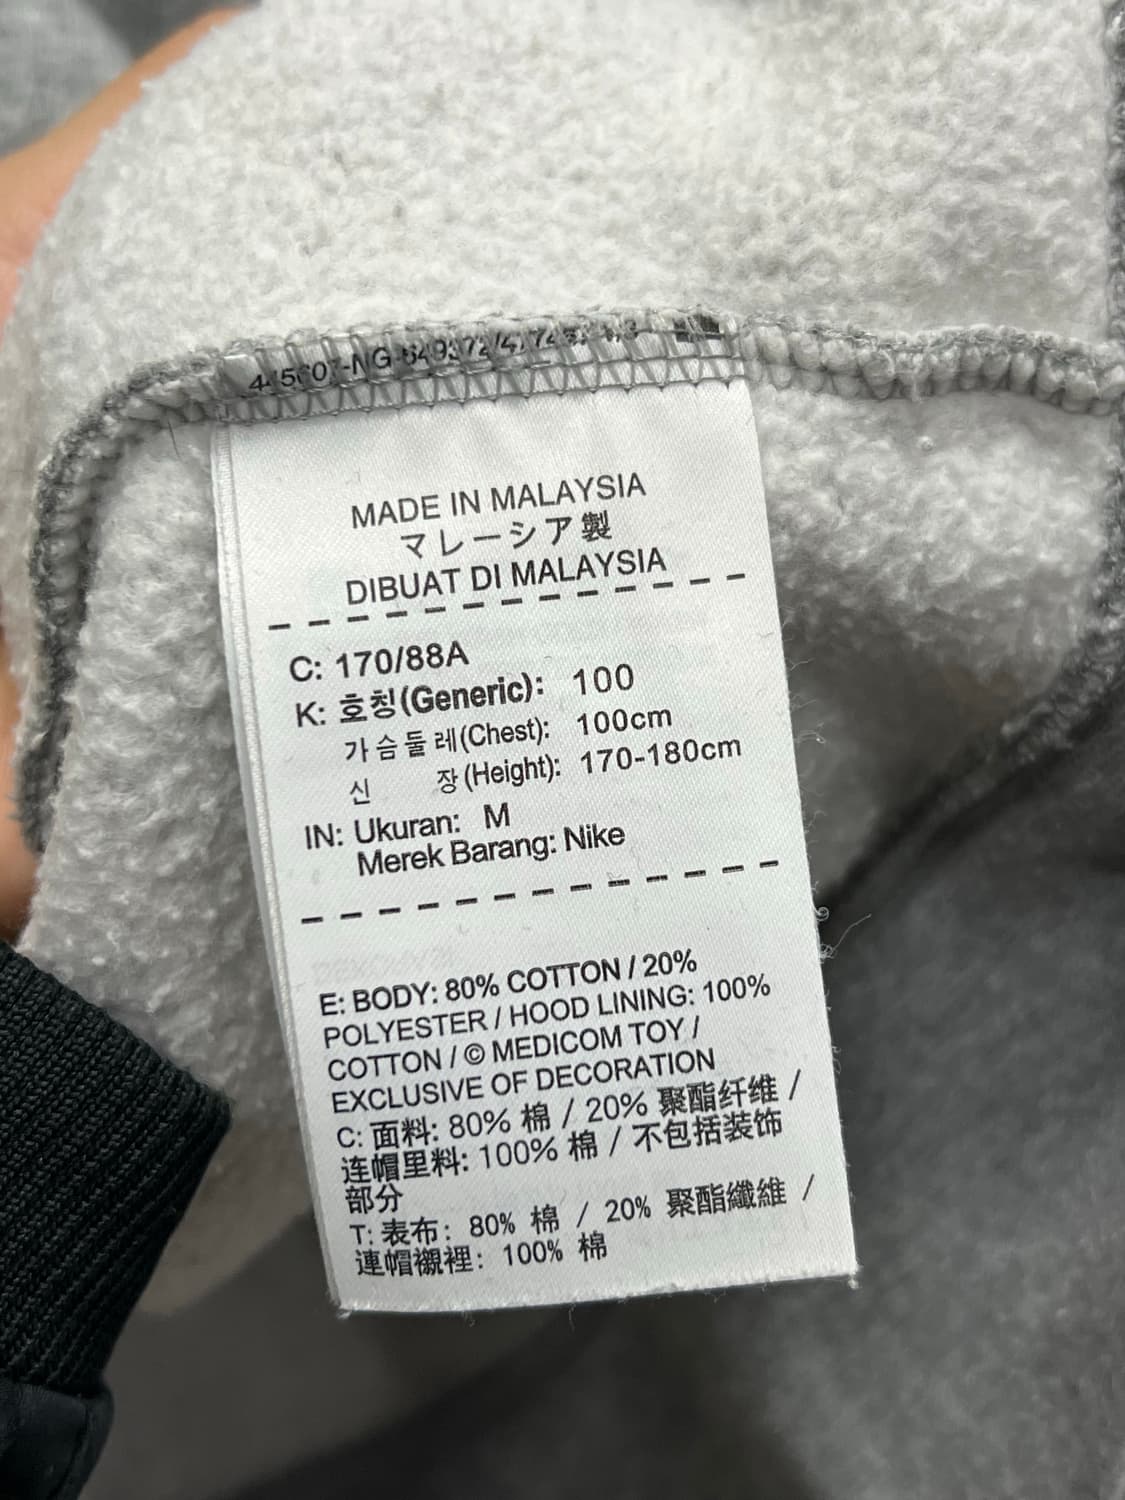 MADE IN MALAYSIA
マレーシア製
DIBUAT DI MALAYSIA
C: 170/88A
K: 호칭(Generic): 100
가슴둘레(Chest): 100cm
신 장(Height): 170-180cm
IN: Ukuran: M
Merek Barang: Nike
E: BODY: 80% COTTON / 20%
POLYESTER / HOOD LINING: 100%
COTTON / © MEDICOM TOY /
EXCLUSIVE OF DECORATION
C: 面料: 80% 棉 / 20% 聚酯纤维 /
连帽里料: 100% 棉 / 不包括装饰
部分
T: 表布: 80% 棉 / 20% 聚酯纖維 /
連帽襯裡: 100% 棉